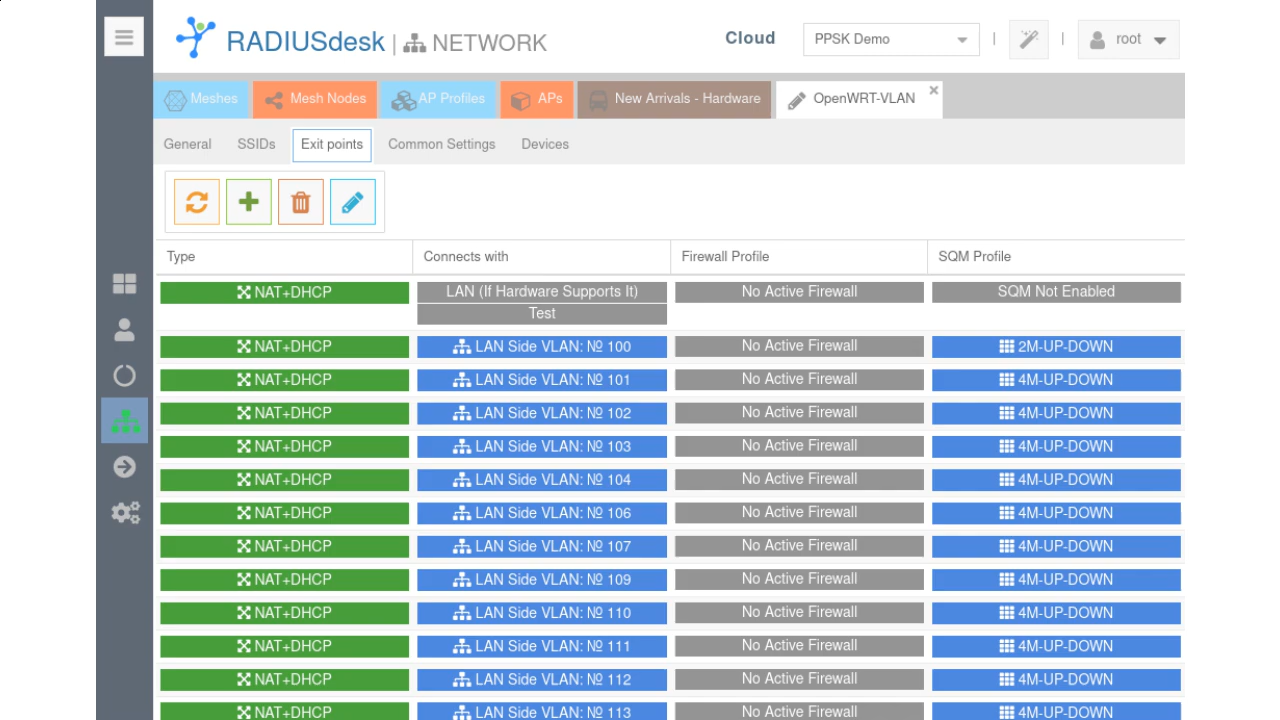 RADIUSdesk | NETWORK
Cloud
PPSK Demo
|
|
root
Meshes
Mesh Nodes
AP Profiles
APs
New Arrivals - Hardware
OpenWRT-VLAN
General
SSIDs
Exit points
Common Settings
Devices
Type Connects with Firewall Profile SQM Profile
NAT+DHCP LAN (If Hardware Supports It) No Active Firewall SQM Not Enabled
Test
NAT+DHCP LAN Side VLAN: № 100 No Active Firewall 2M-UP-DOWN
NAT+DHCP LAN Side VLAN: № 101 No Active Firewall 4M-UP-DOWN
NAT+DHCP LAN Side VLAN: № 102 No Active Firewall 4M-UP-DOWN
NAT+DHCP LAN Side VLAN: № 103 No Active Firewall 4M-UP-DOWN
NAT+DHCP LAN Side VLAN: № 104 No Active Firewall 4M-UP-DOWN
NAT+DHCP LAN Side VLAN: № 106 No Active Firewall 4M-UP-DOWN
NAT+DHCP LAN Side VLAN: № 107 No Active Firewall 4M-UP-DOWN
NAT+DHCP LAN Side VLAN: № 109 No Active Firewall 4M-UP-DOWN
NAT+DHCP LAN Side VLAN: № 110 No Active Firewall 4M-UP-DOWN
NAT+DHCP LAN Side VLAN: № 111 No Active Firewall 4M-UP-DOWN
NAT+DHCP LAN Side VLAN: № 112 No Active Firewall 4M-UP-DOWN
NAT+DHCP LAN Side VLAN: № 113 No Active Firewall 4M-UP-DOWN